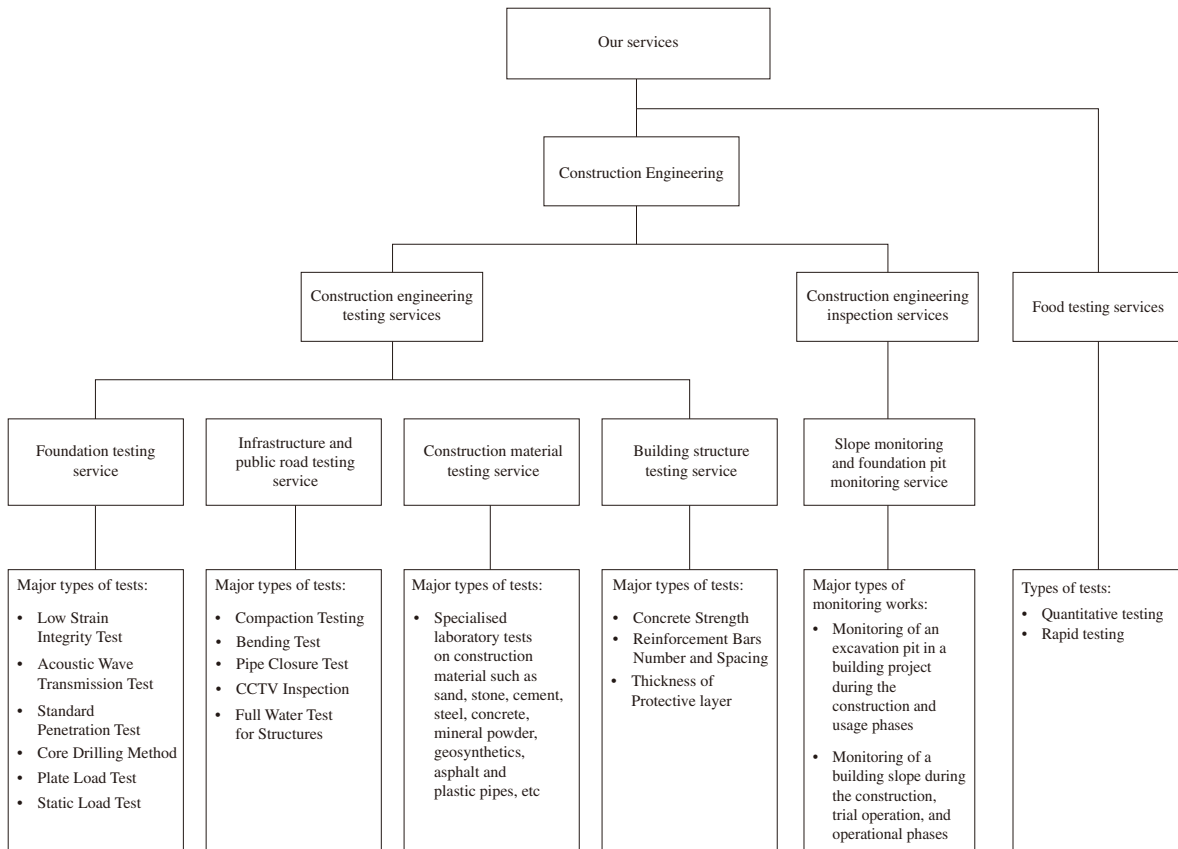 Our services
Construction Engineering
Construction engineering
testing services
Construction engineering
inspection services
Food testing services
Foundation testing
service
Infrastructure and
public road testing
service
Construction material
testing service
Building structure
testing service
Slope monitoring
and foundation pit
monitoring service
Major types of tests:
• Low Strain
Integrity Test
• Acoustic Wave
Transmission Test
• Standard
Penetration Test
• Core Drilling Method
• Plate Load Test
• Static Load Test
Major types of tests:
• Compaction Testing
• Bending Test
• Pipe Closure Test
• CCTV Inspection
• Full Water Test
for Structures
Major types of tests:
• Specialised
laboratory tests
on construction
material such as
sand, stone, cement,
steel, concrete,
mineral powder,
geosynthetics,
asphalt and
plastic pipes, etc
Major types of tests:
• Concrete Strength
• Reinforcement Bars
Number and Spacing
• Thickness of
Protective layer
Major types of
monitoring works:
• Monitoring of an
excavation pit in a
building project
during the
construction and
usage phases
• Monitoring of a
building slope during
the construction,
trial operation, and
operational phases
Types of tests:
• Quantitative testing
• Rapid testing